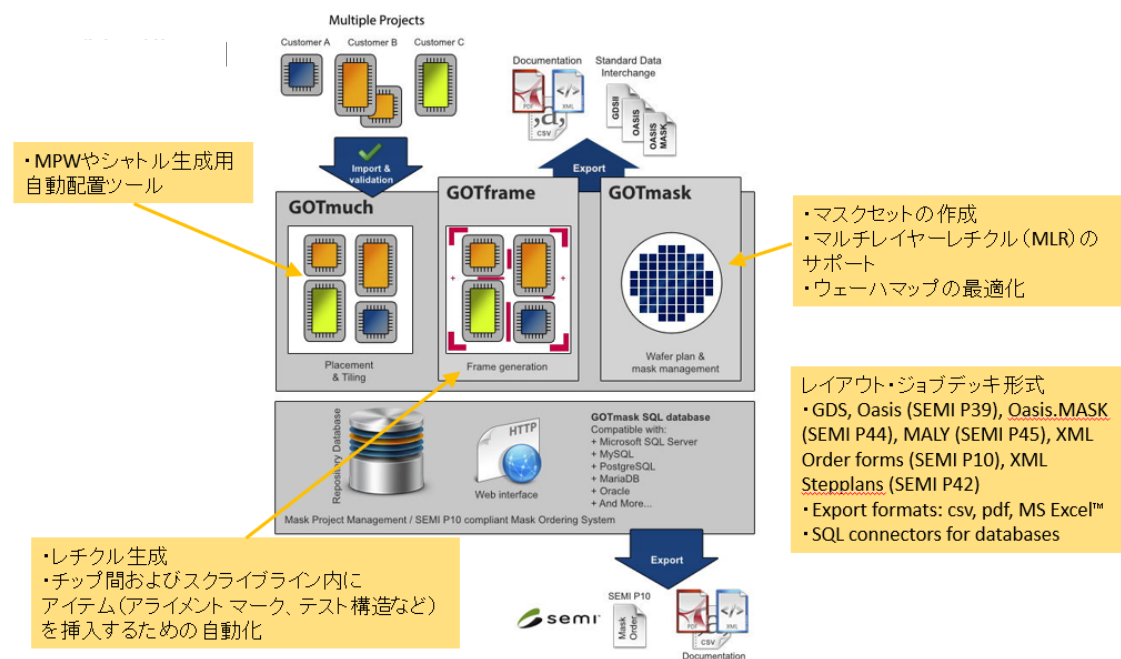 Multiple Projects
Customer A
Customer B
Customer C
Documentation
Standard Data
Interchange
PDF
</>
XML
,a,
CSV
GDSII
OASIS
OASIS
MASK
Import &
validation
Export
・MPWやシャトル生成用
自動配置ツール
GOTmuch
GOTframe
GOTmask
Placement
& Tiling
Frame generation
Wafer plan &
mask management
・マスクセットの作成
・マルチレイヤーレチクル（MLR）の
サポート
・ウェーハマップの最適化
Repository Database
HTTP
Web interface
GOTmask SQL database
Compatible with:
+ Microsoft SQL Server
+ MySQL
+ PostgreSQL
+ MariaDB
+ Oracle
+ And More...
Mask Project Management / SEMI P10 compliant Mask Ordering System
レイアウト・ジョブデッキ形式
・GDS, Oasis (SEMI P39), Oasis.MASK
(SEMI P44), MALY (SEMI P45), XML
Order forms (SEMI P10), XML
Stepplans (SEMI P42)
・Export formats: csv, pdf, MS Excel™
・SQL connectors for databases
・レチクル生成
・チップ間およびスクライブライン内に
アイテム（アライメント マーク、テスト構造など）
を挿入するための自動化
Export
semi
SEMI P10
Mask
Order
PDF
</>
XML
,a,
CSV
Documentation